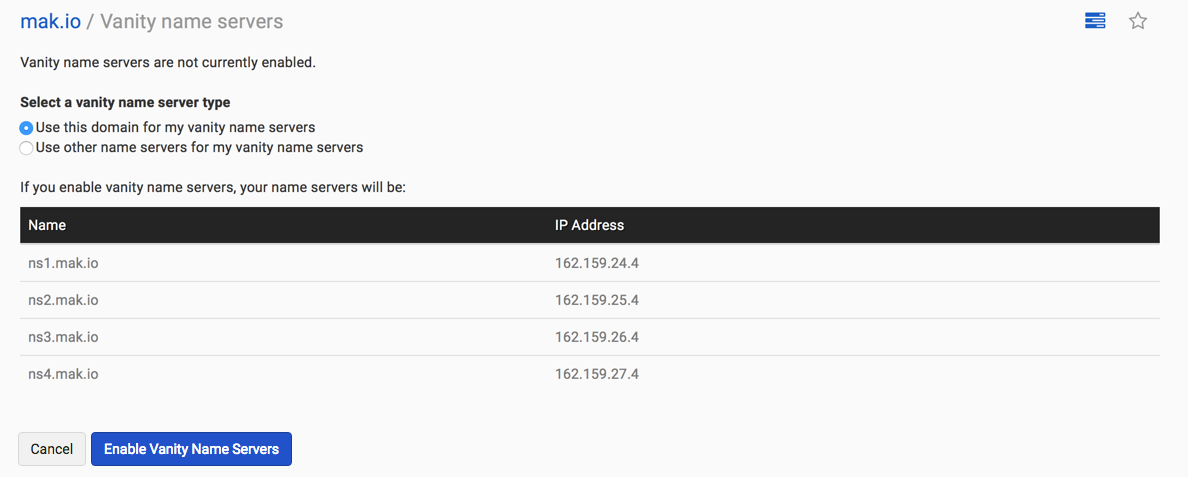 mak.io / Vanity name servers
Vanity name servers are not currently enabled.
Select a vanity name server type
Use this domain for my vanity name servers
Use other name servers for my vanity name servers
If you enable vanity name servers, your name servers will be:
Name IP Address
ns1.mak.io 162.159.24.4
ns2.mak.io 162.159.25.4
ns3.mak.io 162.159.26.4
ns4.mak.io 162.159.27.4
Cancel Enable Vanity Name Servers